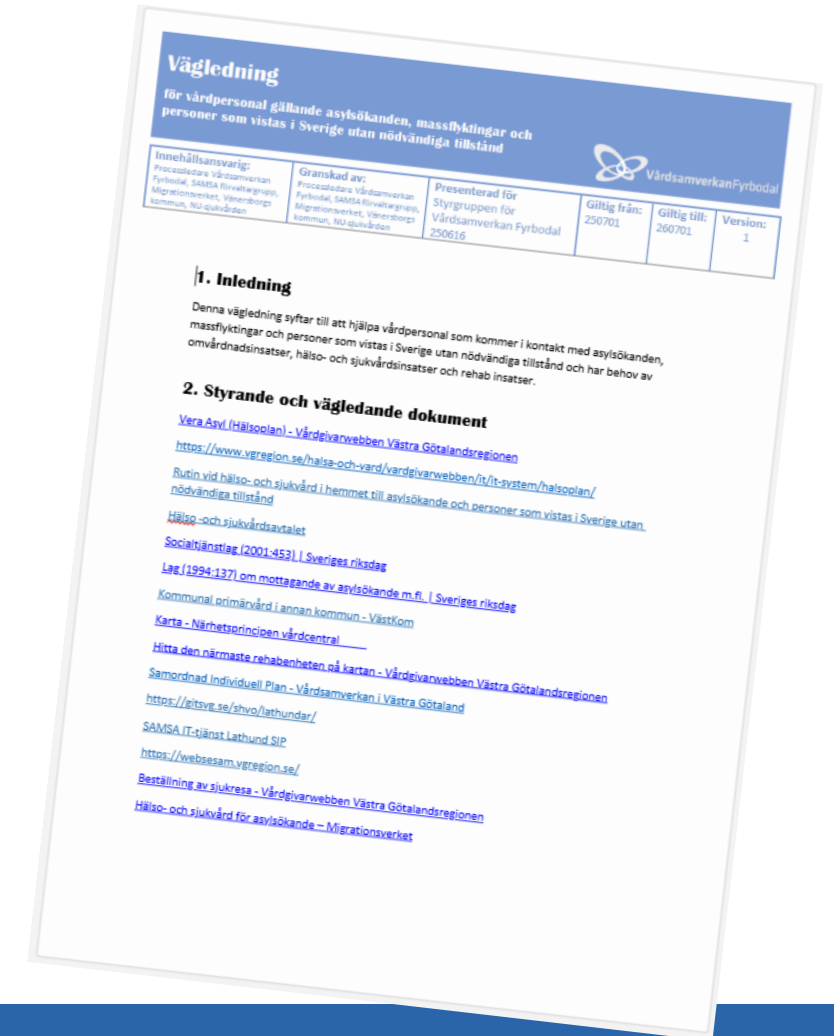 Vägledning
för vårdpersonal gällande asylsökanden, massflyktingar och
personer som vistas i Sverige utan nödvändiga tillstånd
VårdsamverkanFyrbodal
Innehållsansvarig:
Processledare Vårdsamverkan
Fyrbodal, SAMSA förvaltargrupp,
Migrationsverket, Vänersborgs
kommun, NU-sjukvården
Granskad av:
Processledare Vårdsamverkan
Fyrbodal, SAMSA förvaltargrupp,
Migrationsverket, Vänersborgs
kommun, NU-sjukvården
Presenterad för
Styrgruppen för
Vårdsamverkan Fyrbodal
250616
Giltig från:
250701
Giltig till:
260701
Version:
1
1. Inledning
Denna vägledning syftar till att hjälpa vårdpersonal som kommer i kontakt med asylsökanden,
massflyktingar och personer som vistas i Sverige utan nödvändiga tillstånd och har behov av
omvårdnadsinsatser, hälso- och sjukvårdsinsatser och rehab insatser.
2. Styrande och vägledande dokument
Vera Asyl (Hälsoplan) - Vårdgivarwebben Västra Götalandsregionen
https://www.vgregion.se/halsa-och-vard/vardgivarwebben/it/it-system/halsoplan/
Rutin vid hälso- och sjukvård i hemmet till asylsökande och personer som vistas i Sverige utan
nödvändiga tillstånd
Hälso -och sjukvårdsavtalet
Socialtjänstlag (2001:453) | Sveriges riksdag
Lag (1994:137) om mottagande av asylsökande m.fl. | Sveriges riksdag
Kommunal primärvård i annan kommun - VästKom
Karta - Närhetsprincipen vårdcentral
Hitta den närmaste rehabenheten på kartan - Vårdgivarwebben Västra Götalandsregionen
Samordnad Individuell Plan - Vårdsamverkan i Västra Götaland
https://gitsvg.se/shvo/lathundar/
SAMSA IT-tjänst Lathund SIP
https://websesam.vgregion.se/
Beställning av sjukresa - Vårdgivarwebben Västra Götalandsregionen
Hälso- och sjukvård för asylsökande – Migrationsverket